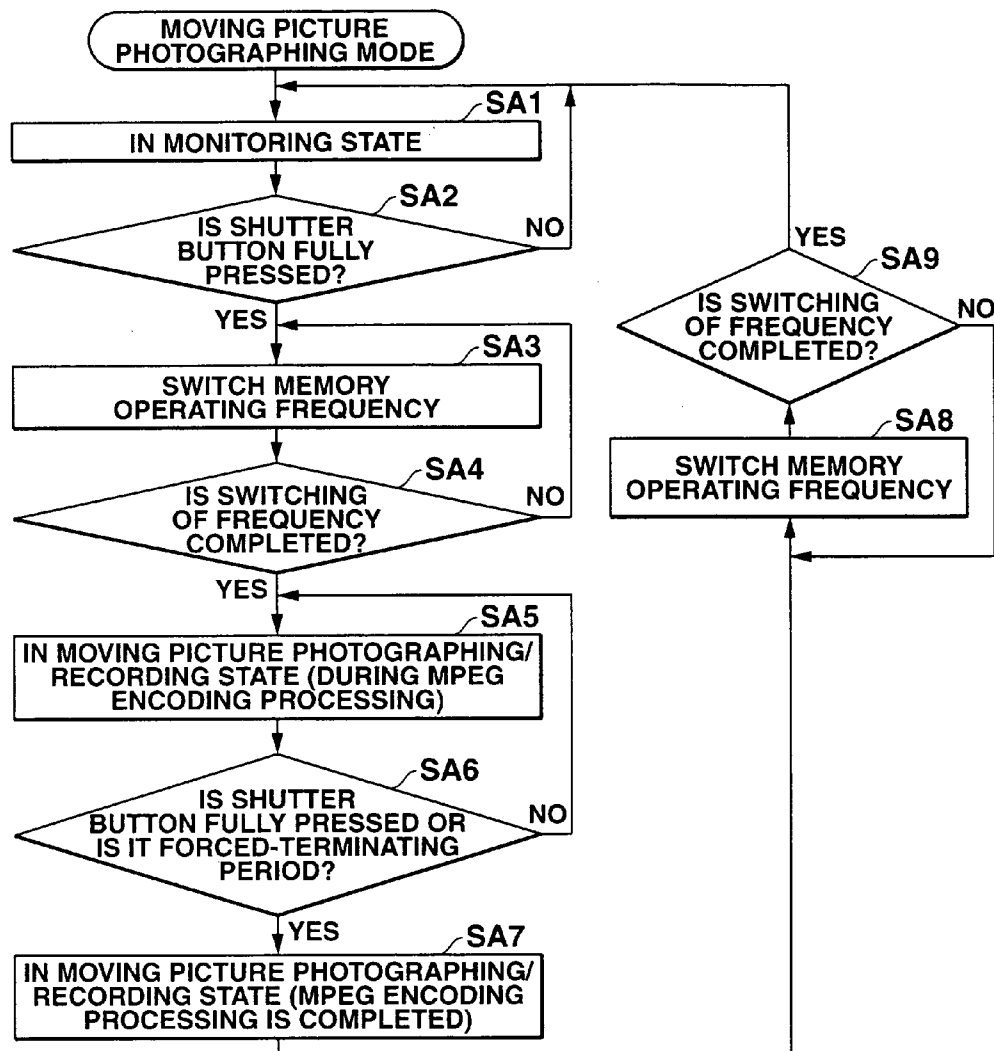 MOVING PICTURE
PHOTOGRAPHING MODE
SA1
IN MONITORING STATE
SA2
IS SHUTTER
BUTTON FULLY
PRESSED?
NO
YES
SA3
SWITCH MEMORY
OPERATING FREQUENCY
SA4
IS SWITCHING
OF FREQUENCY
COMPLETED?
NO
YES
SA5
IN MOVING PICTURE PHOTOGRAPHING/
RECORDING STATE (DURING MPEG
ENCODING PROCESSING)
SA6
IS SHUTTER
BUTTON FULLY PRESSED OR
IS IT FORCED-TERMINATING
PERIOD?
NO
YES
SA7
IN MOVING PICTURE PHOTOGRAPHING/
RECORDING STATE (MPEG ENCODING
PROCESSING IS COMPLETED)
SA8
SWITCH MEMORY
OPERATING FREQUENCY
SA9
IS SWITCHING
OF FREQUENCY
COMPLETED?
NO
YES